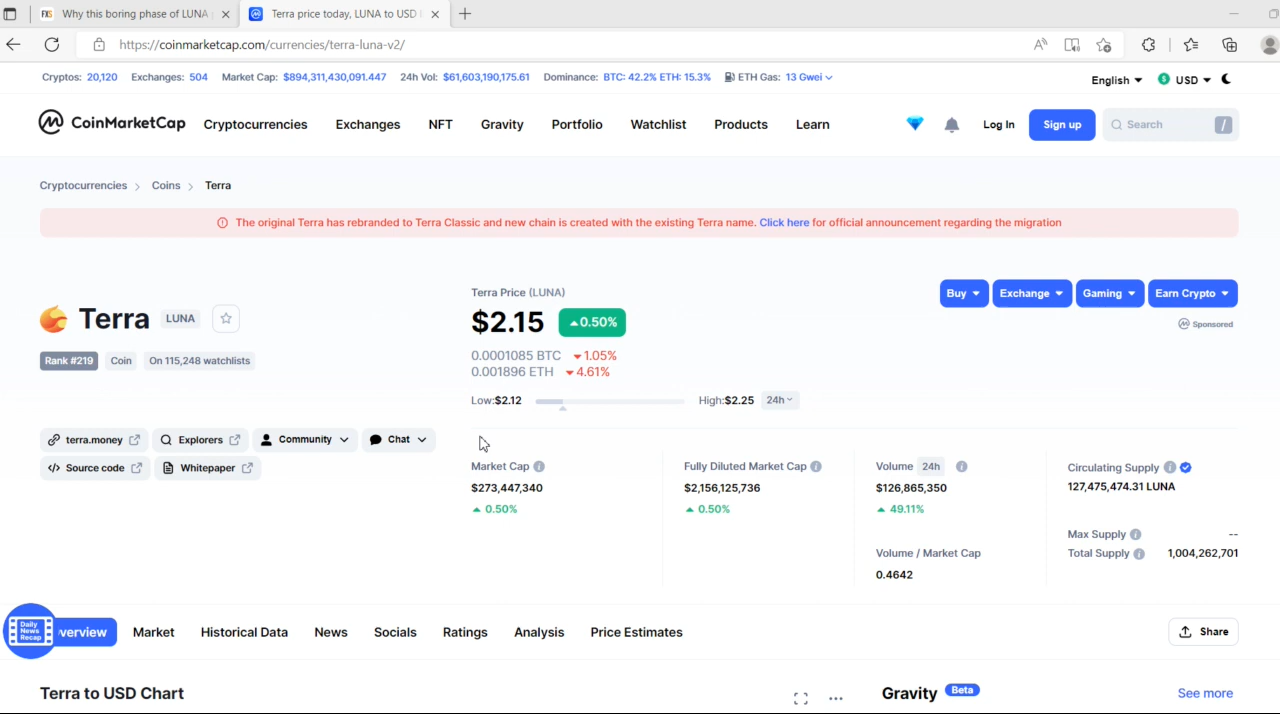 FXS Why this boring phase of LUNA
Terra price today, LUNA to USD
https://coinmarketcap.com/currencies/terra-luna-v2/
Cryptos: 20,120 Exchanges: 504 Market Cap: $894,311,430,091.447 24h Vol: $61,603,190,175.61 Dominance: BTC: 42.2% ETH: 15.3% ETH Gas: 13 Gwei
English USD
CoinMarketCap Cryptocurrencies Exchanges NFT Gravity Portfolio Watchlist Products Learn Log In Sign up Search /
Cryptocurrencies Coins Terra
The original Terra has rebranded to Terra Classic and new chain is created with the existing Terra name. Click here for official announcement regarding the migration
Terra LUNA
Rank #219 Coin On 115,248 watchlists
terra.money Explorers Community Chat
Source code Whitepaper
Terra Price (LUNA)
$2.15 0.50%
0.0001085 BTC 1.05%
0.001896 ETH 4.61%
Low:$2.12 High:$2.25 24h
Buy Exchange Gaming Earn Crypto
Sponsored
Market Cap
$273,447,340
0.50%
Fully Diluted Market Cap
$2,156,125,736
0.50%
Volume 24h
$126,865,350
49.11%
Volume / Market Cap
0.4642
Circulating Supply
127,475,474.31 LUNA
Max Supply --
Total Supply 1,004,262,701
Daily
News
Recap
verview Market Historical Data News Socials Ratings Analysis Price Estimates Share
Terra to USD Chart
Gravity Beta See more